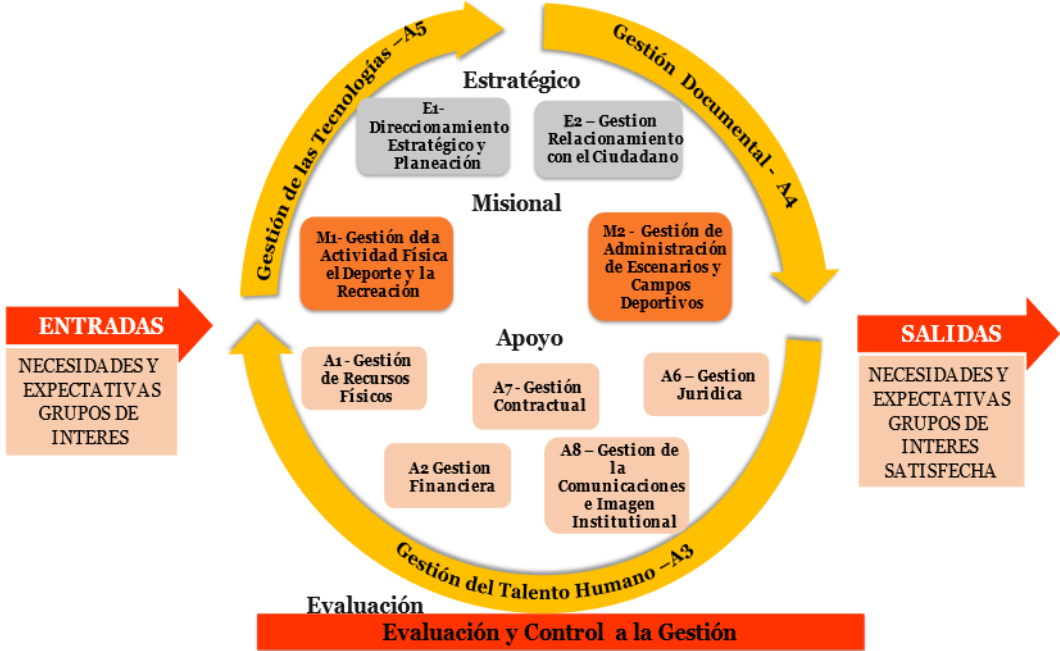 Gestión de las Tecnologías –A5
Gestión Documental - A4
Estratégico
E1-
Direccionamiento
Estratégico y
Planeación
E2 – Gestion
Relacionamiento
con el Ciudadano
Misional
M1- Gestión de la
Actividad Física
el Deporte y la
Recreación
M2 - Gestión de
Administración
de Escenarios y
Campos
Deportivos
ENTRADAS
NECESIDADES Y
EXPECTATIVAS
GRUPOS DE
INTERES
Apoyo
A1 - Gestión
de Recursos
Físicos
A7 - Gestión
Contractual
A6 – Gestion
Juridica
A2 Gestion
Financiera
A8 – Gestion de
la
Comunicaciones
e Imagen
Institutional
SALIDAS
NECESIDADES Y
EXPECTATIVAS
GRUPOS DE
INTERES
SATISFECHA
Gestión del Talento Humano –A3
Evaluación
Evaluación y Control a la Gestión